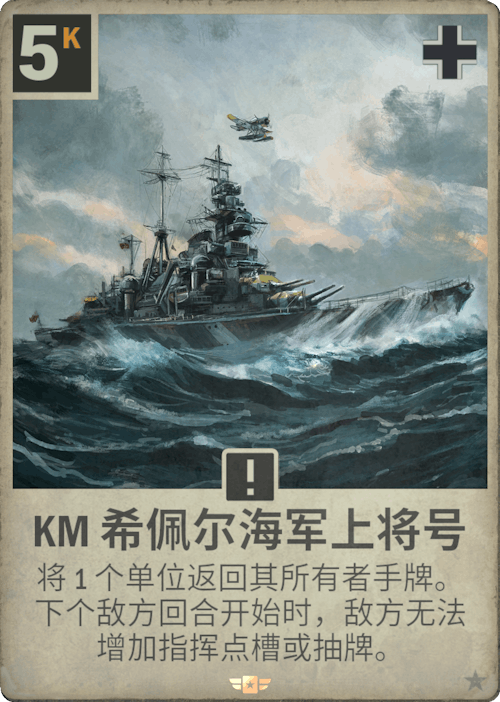 5K
!
KM 希佩尔海军上将号
将 1 个单位返回其所有者手牌。
下个敌方回合开始时，敌方无法
增加指挥点槽或抽牌。